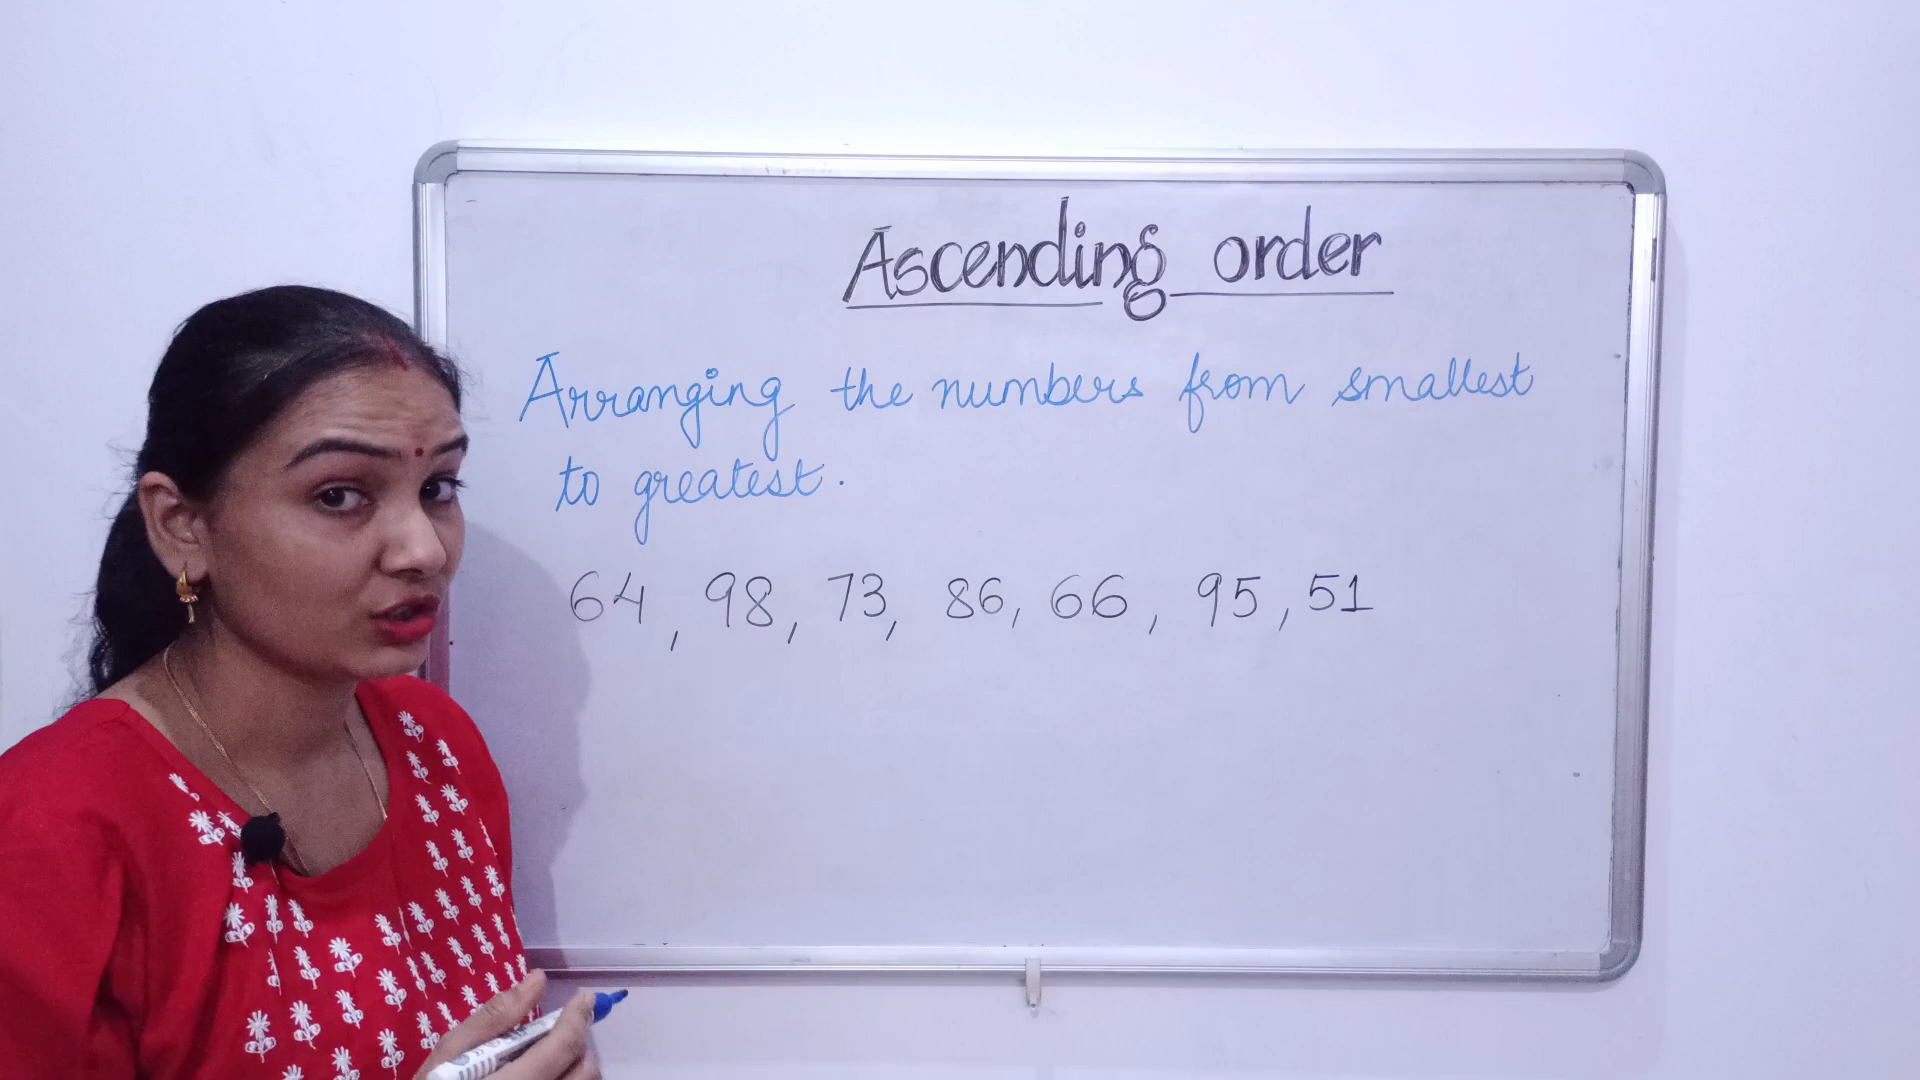 Ascending order
Arranging the numbers from smallest
to greatest.
64, 98, 73, 86, 66, 95, 51